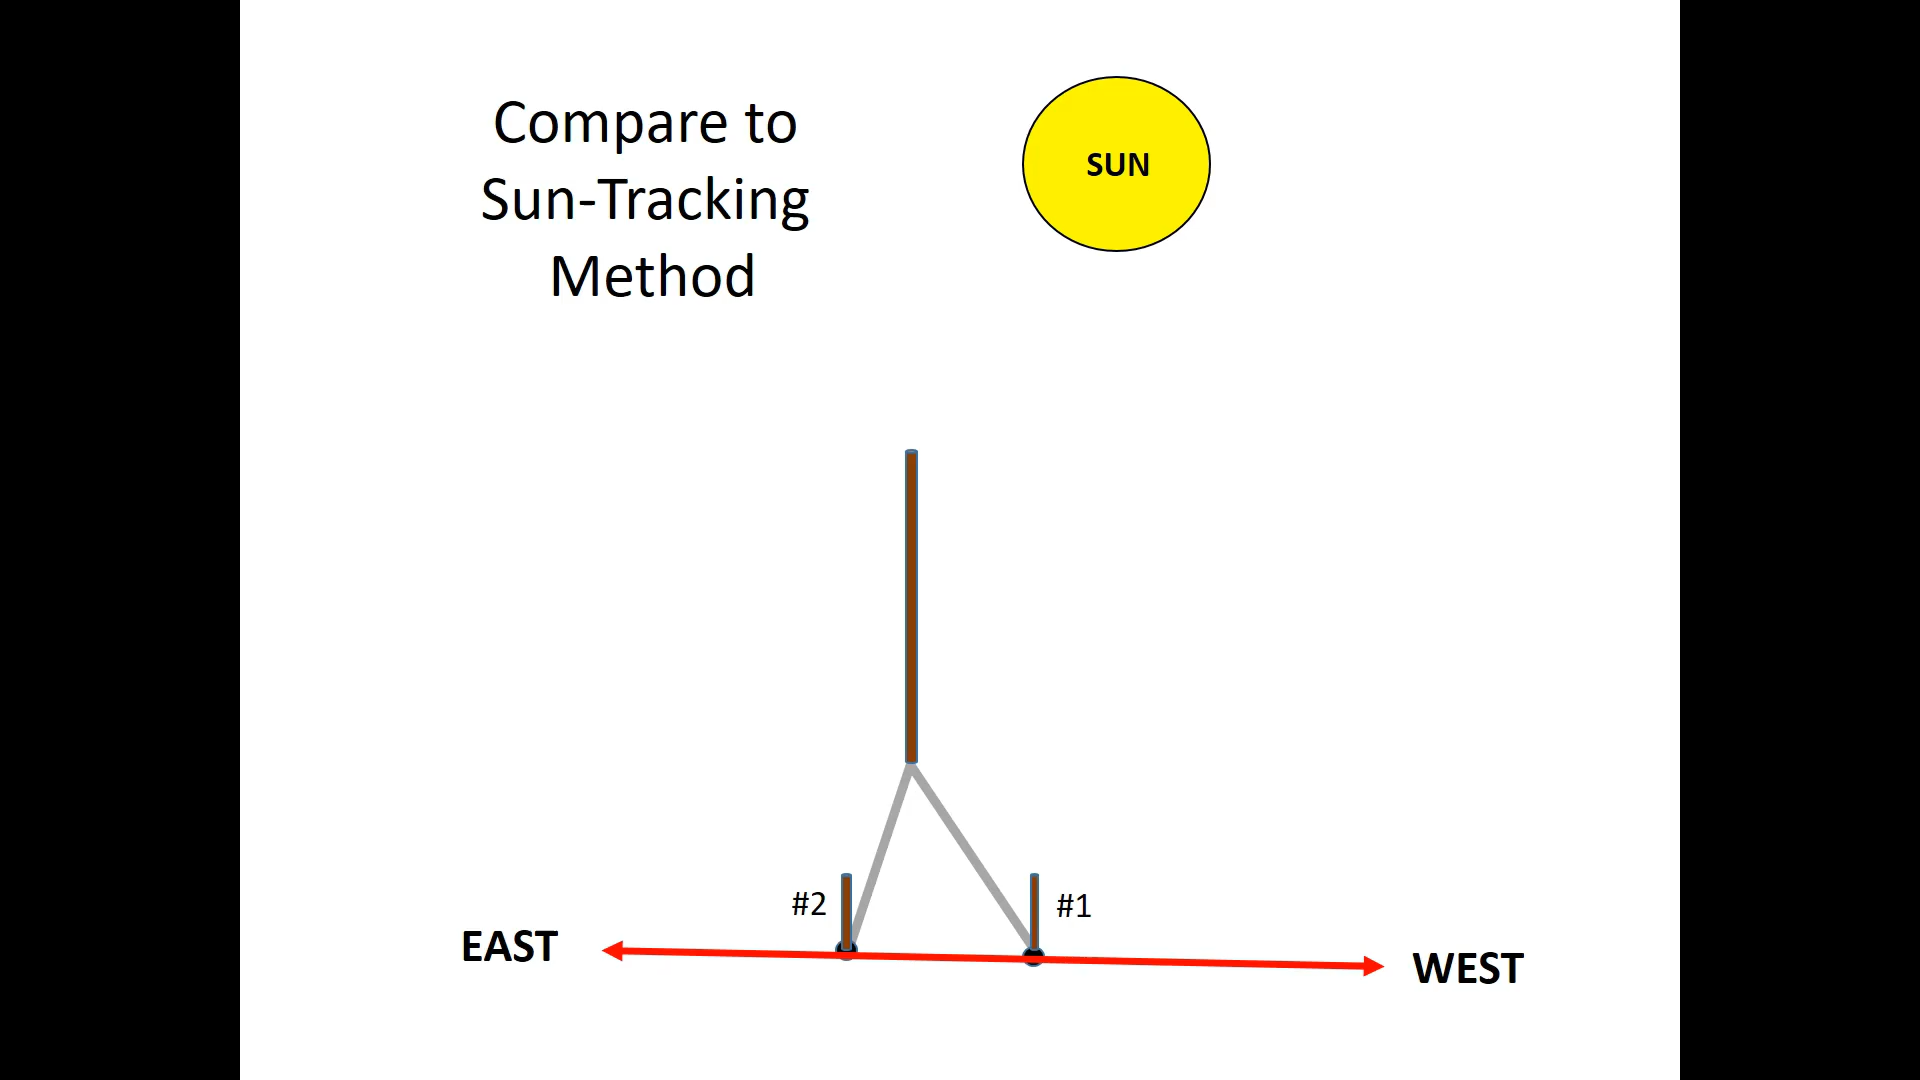 Compare to
Sun-Tracking
Method
SUN
#2
#1
EAST
WEST